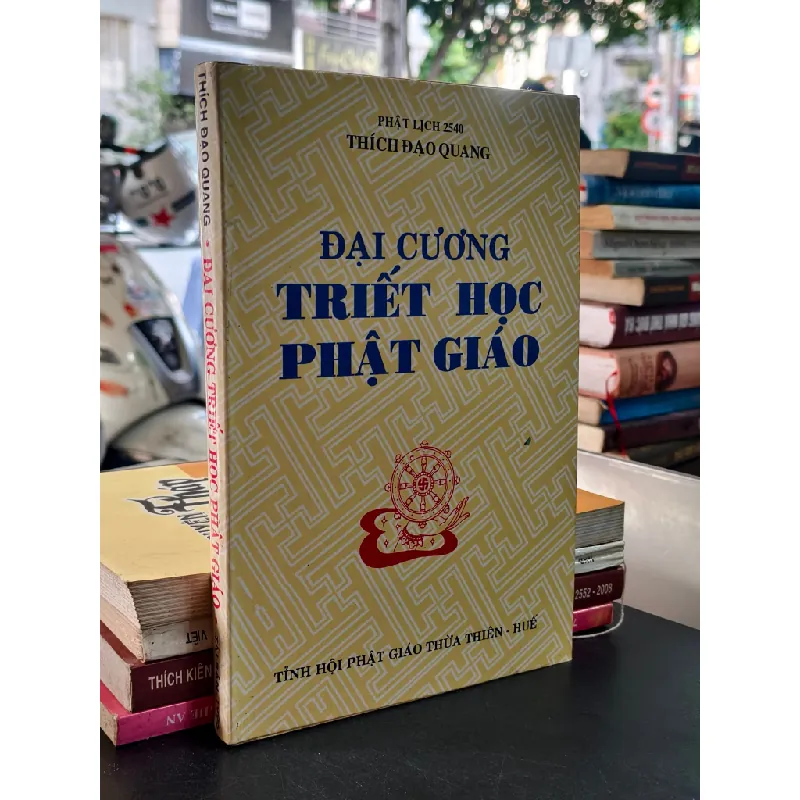 PHẬT LỊCH 2540
THÍCH ĐẠO QUANG
ĐẠI CƯƠNG
TRIẾT HỌC
PHẬT GIÁO
TỈNH HỘI PHẬT GIÁO THỪA THIÊN - HUẾ
THÍCH ĐẠO QUANG • ĐẠI CƯƠNG TRIẾT HỌC PHẬT GIÁO
VIỆT
THÍCH KIÊN
2552 - 2008